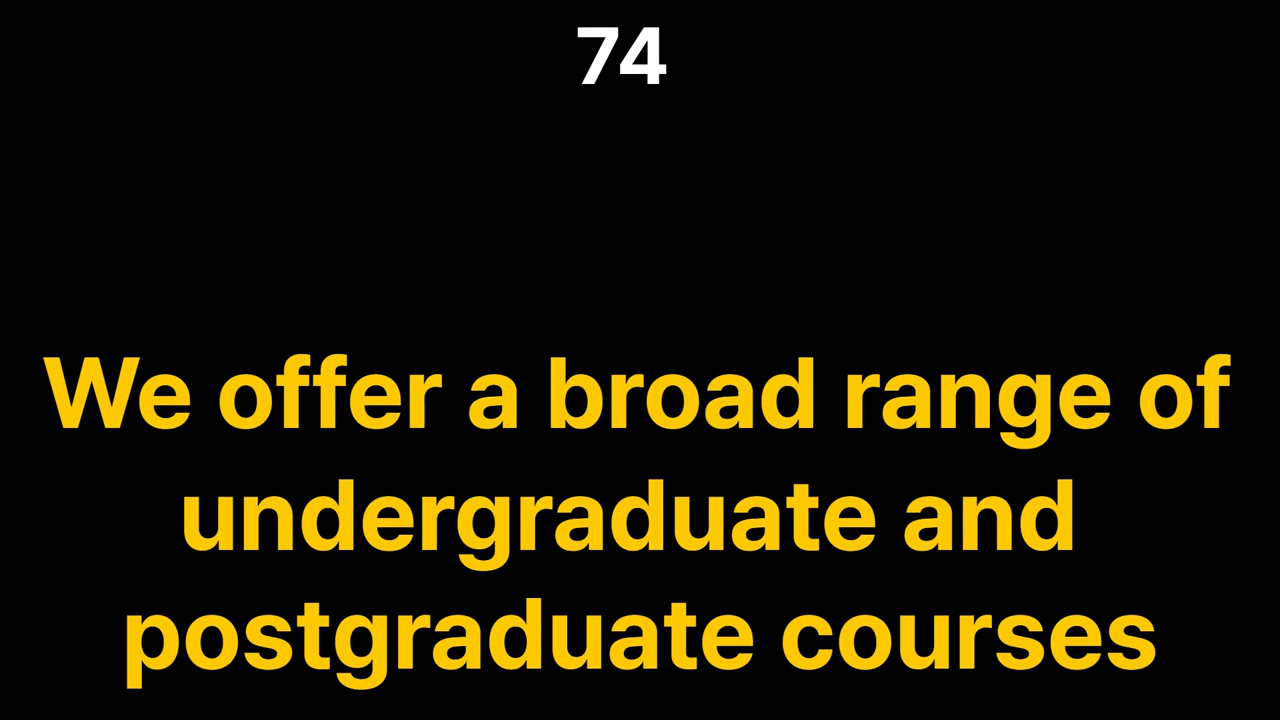 74
We offer a broad range of
undergraduate and
postgraduate courses